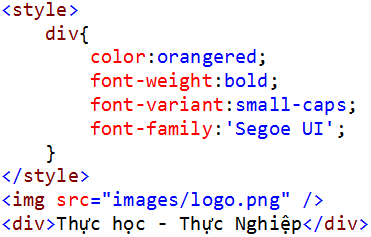 <style>
    div{
        color:orangered;
        font-weight:bold;
        font-variant:small-caps;
        font-family:'Segoe UI';
    }
</style>
<img src="images/logo.png" />
<div>Thực học - Thực Nghiệp</div>